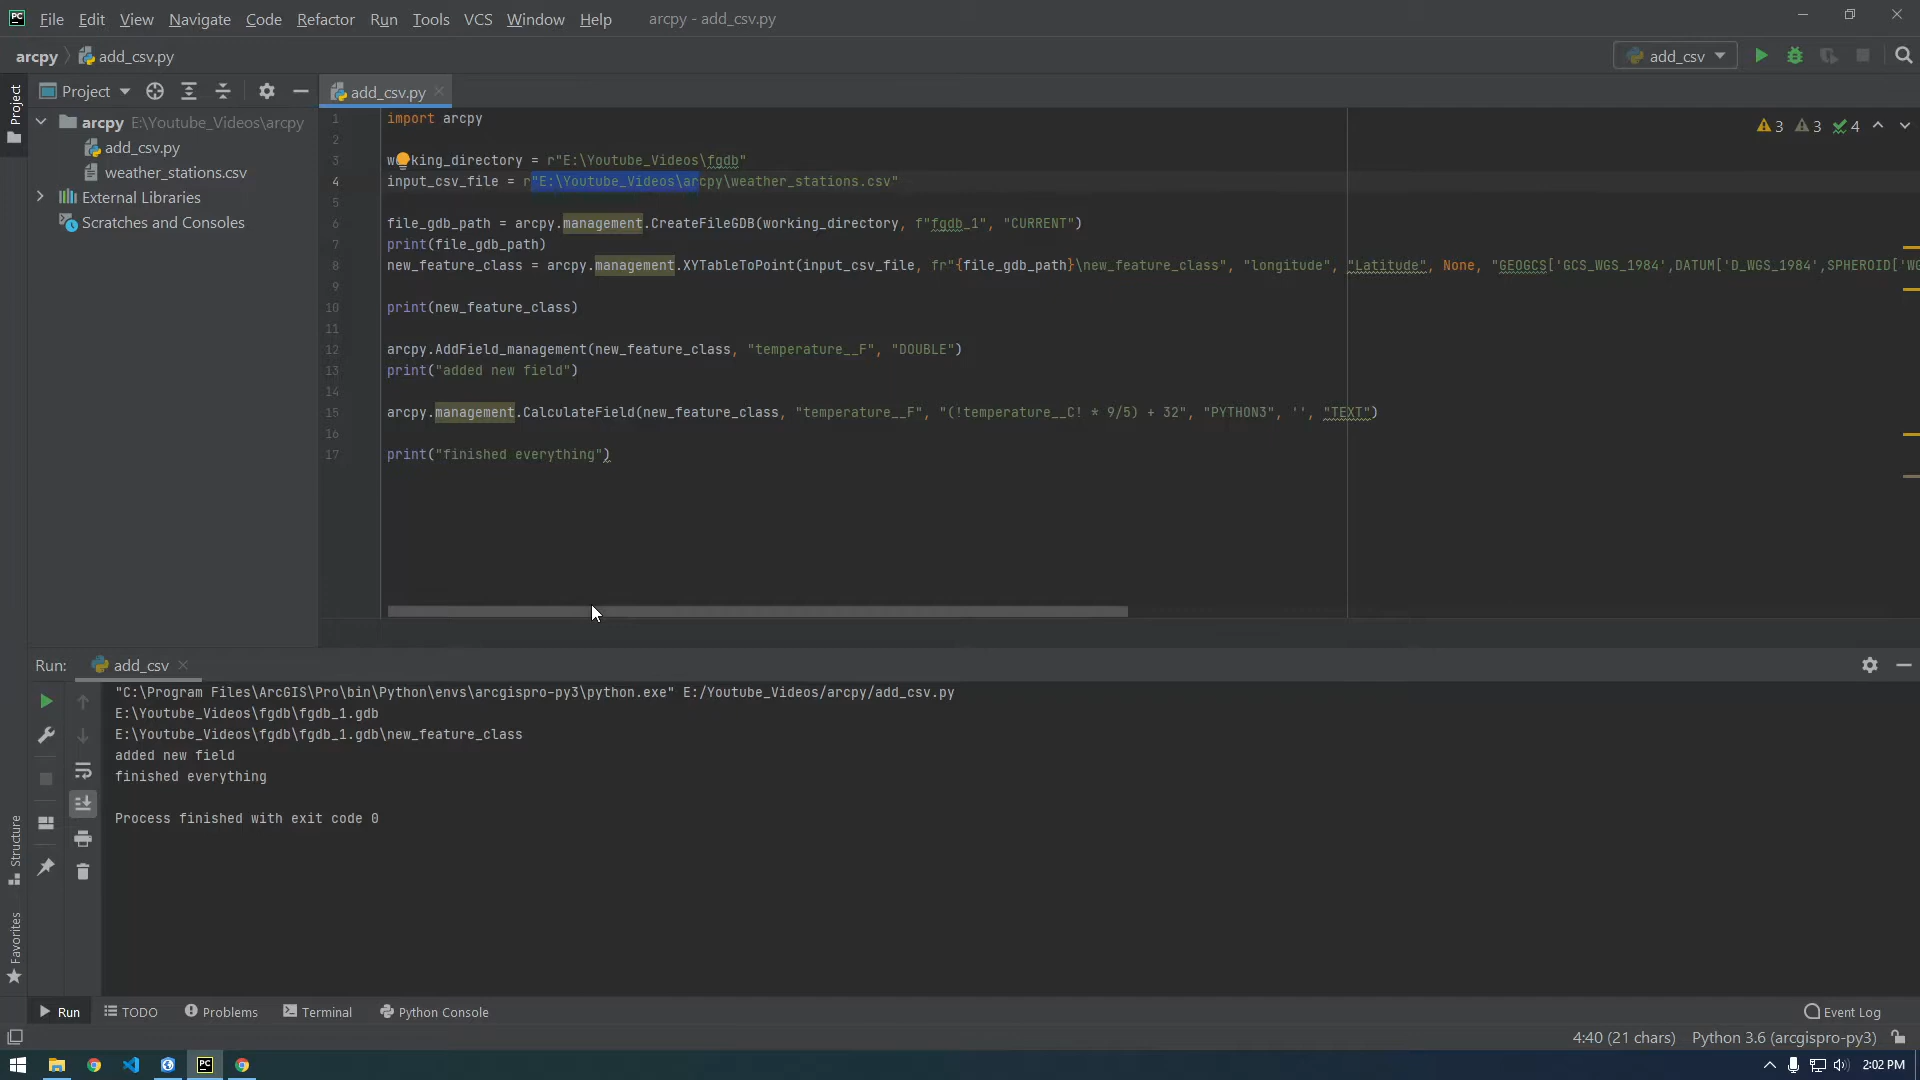 PC File Edit View Navigate Code Refactor Run Tools VCS Window Help arcpy - add_csv.py
arcpy add_csv.py
add_csv
Project
Project
add_csv.py
arcpy E:\Youtube_Videos\arcpy
add_csv.py
weather_stations.csv
External Libraries
Scratches and Consoles
3 3 4
1 import arcpy
2
3 working_directory = r"E:\Youtube_Videos\fgdb"
4 input_csv_file = r"E:\Youtube_Videos\arcpy\weather_stations.csv"
5
6 file_gdb_path = arcpy.management.CreateFileGDB(working_directory, f"fgdb_1", "CURRENT")
7 print(file_gdb_path)
8 new_feature_class = arcpy.management.XYTableToPoint(input_csv_file, fr"{file_gdb_path}\new_feature_class", "longitude", "Latitude", None, "GEOGCS['GCS_WGS_1984',DATUM['D_WGS_1984',SPHEROID['WG
9
10 print(new_feature_class)
11
12 arcpy.AddField_management(new_feature_class, "temperature__F", "DOUBLE")
13 print("added new field")
14
15 arcpy.management.CalculateField(new_feature_class, "temperature__F", "(!temperature__C! * 9/5) + 32", "PYTHON3", '', "TEXT")
16
17 print("finished everything")
Run: add_csv
"C:\Program Files\ArcGIS\Pro\bin\Python\envs\arcgispro-py3\python.exe" E:/Youtube_Videos/arcpy/add_csv.py
E:\Youtube_Videos\fgdb\fgdb_1.gdb
E:\Youtube_Videos\fgdb\fgdb_1.gdb\new_feature_class
added new field
finished everything
Process finished with exit code 0
Structure
Favorites
Run TODO Problems Terminal Python Console Event Log
4:40 (21 chars) Python 3.6 (arcgispro-py3)
PC 2:02 PM